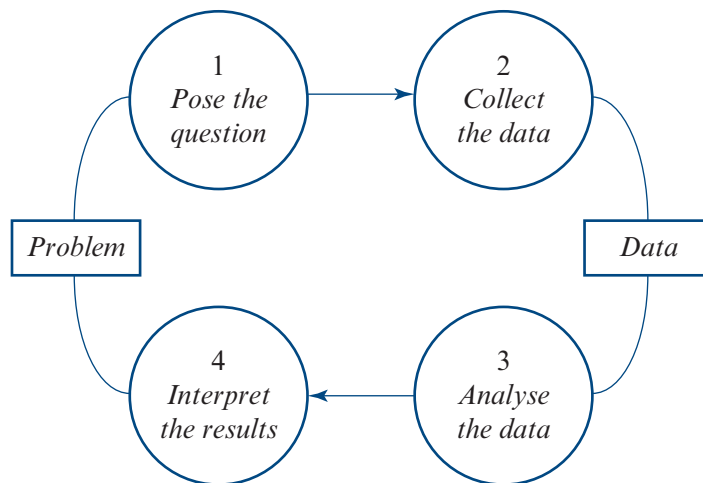 1
Pose the
question
2
Collect
the data
Problem
Data
4
Interpret
the results
3
Analyse
the data